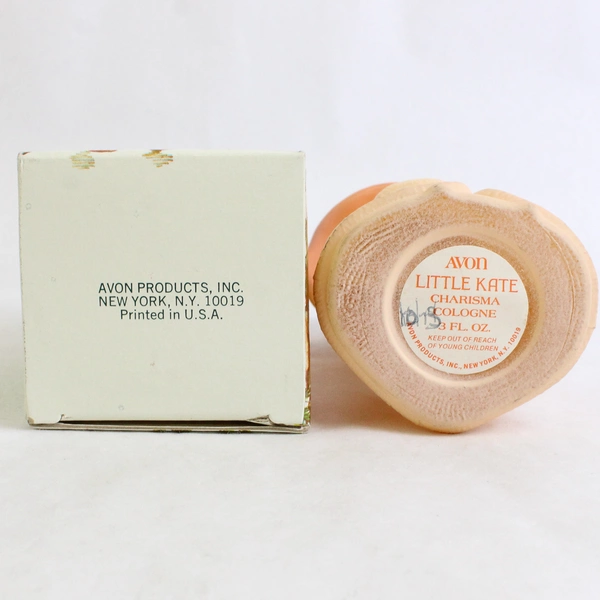 AVON PRODUCTS, INC.
NEW YORK, N.Y. 10019
Printed in U.S.A.
AVON
LITTLE KATE
CHARISMA
COLOGNE
3 FL. OZ.
KEEP OUT OF REACH
OF YOUNG CHILDREN
AVON PRODUCTS, INC., NEW YORK, N.Y. 10019